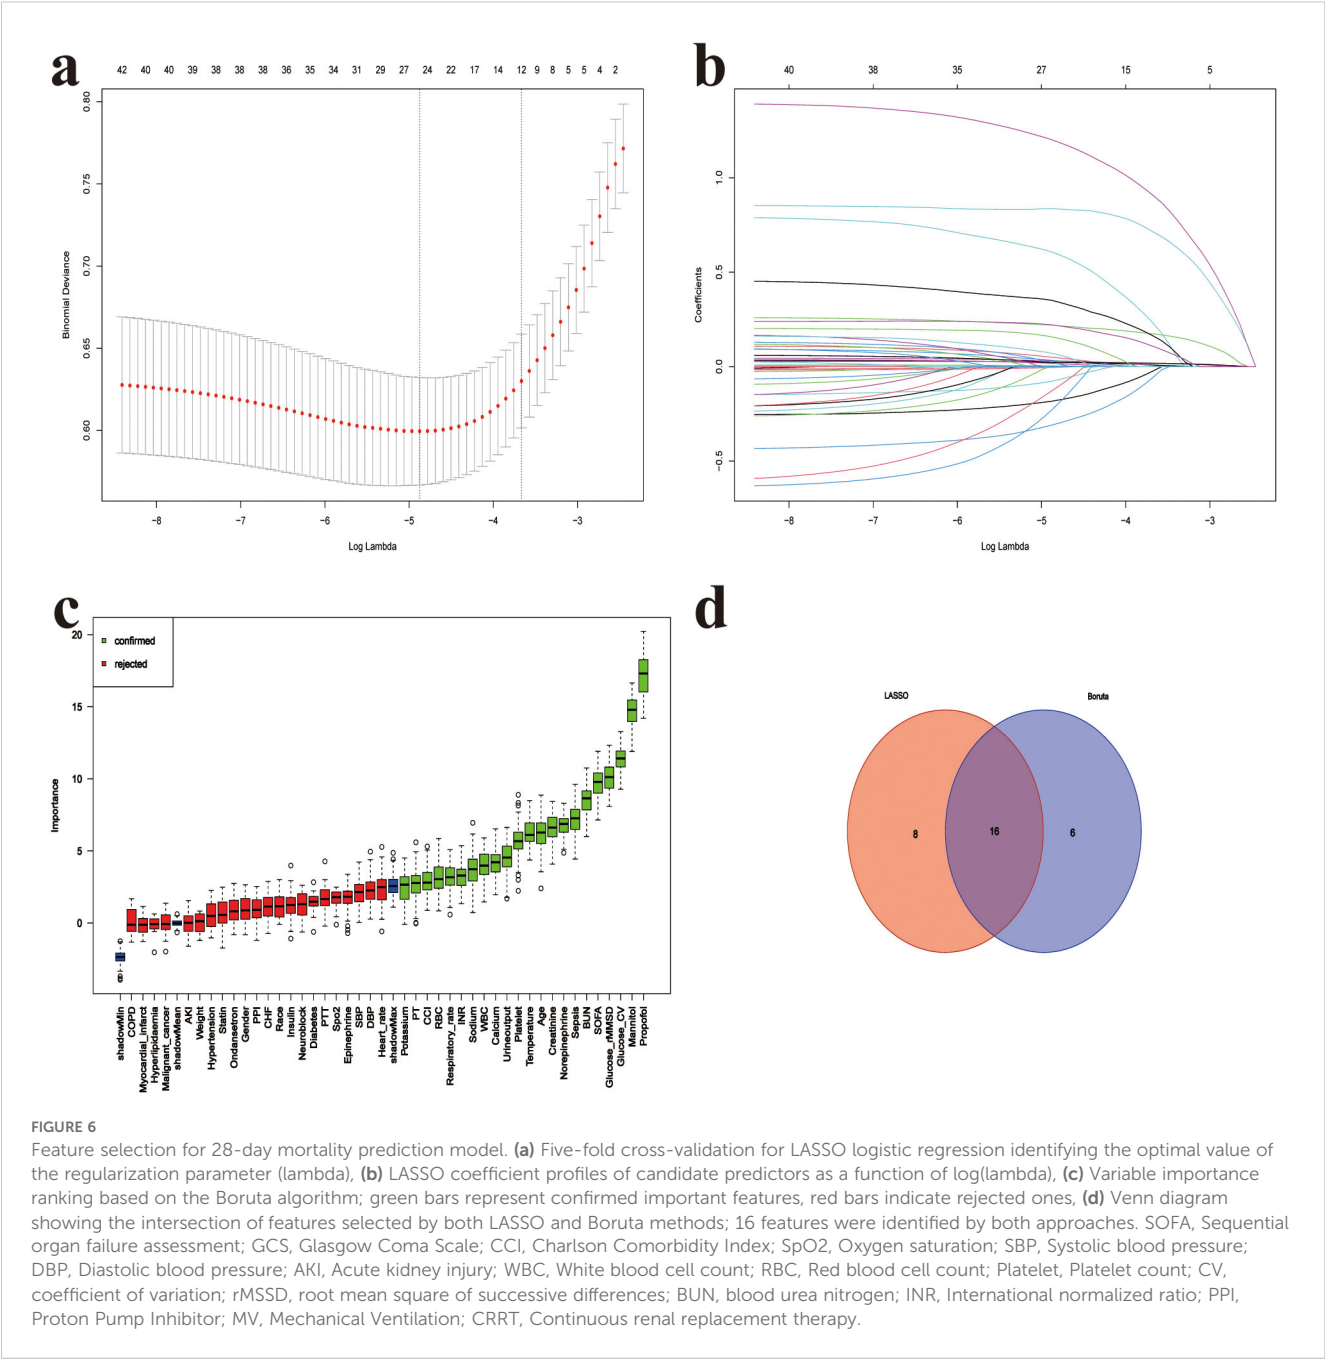 a
42 40 40 39 38 38 38 36 35 34 31 29 27 24 22 17 14 12 9 8 5 5 4 2
0.80
0.75
0.70
0.65
0.60
Binomial Deviance
-8 -7 -6 -5 -4 -3
Log Lambda
b
40 38 35 27 15 5
1.0
0.5
0.0
-0.5
Coefficients
-8 -7 -6 -5 -4 -3
Log Lambda
c
confirmed
rejected
20
15
10
5
0
Importance
shadowMin
COPD
Myocardial_infarct
Hyperlipidaemia
Malignant_cancer
shadowMean
AKI
Weight
Hypertension
Statin
Ondansetron
Gender
PPI
CHF
Race
Insulin
Neuroblock
Diabetes
PTT
Spo2
Epinephrine
SBP
DBP
Heart_rate
shadowMax
Potassium
PT
CCI
RBC
Respiratory_rate
INR
Sodium
WBC
Calcium
Urineoutput
Platelet
Temperature
Age
Creatinine
Norepinephrine
Sepsis
BUN
SOFA
Glucose_rMMSD
Glucose_CV
Mannitol
Propofol
d
LASSO Boruta
8 16 6
FIGURE 6
Feature selection for 28-day mortality prediction model. (a) Five-fold cross-validation for LASSO logistic regression identifying the optimal value of
the regularization parameter (lambda), (b) LASSO coefficient profiles of candidate predictors as a function of log(lambda), (c) Variable importance
ranking based on the Boruta algorithm; green bars represent confirmed important features, red bars indicate rejected ones, (d) Venn diagram
showing the intersection of features selected by both LASSO and Boruta methods; 16 features were identified by both approaches. SOFA, Sequential
organ failure assessment; GCS, Glasgow Coma Scale; CCI, Charlson Comorbidity Index; SpO2, Oxygen saturation; SBP, Systolic blood pressure;
DBP, Diastolic blood pressure; AKI, Acute kidney injury; WBC, White blood cell count; RBC, Red blood cell count; Platelet, Platelet count; CV,
coefficient of variation; rMSSD, root mean square of successive differences; BUN, blood urea nitrogen; INR, International normalized ratio; PPI,
Proton Pump Inhibitor; MV, Mechanical Ventilation; CRRT, Continuous renal replacement therapy.